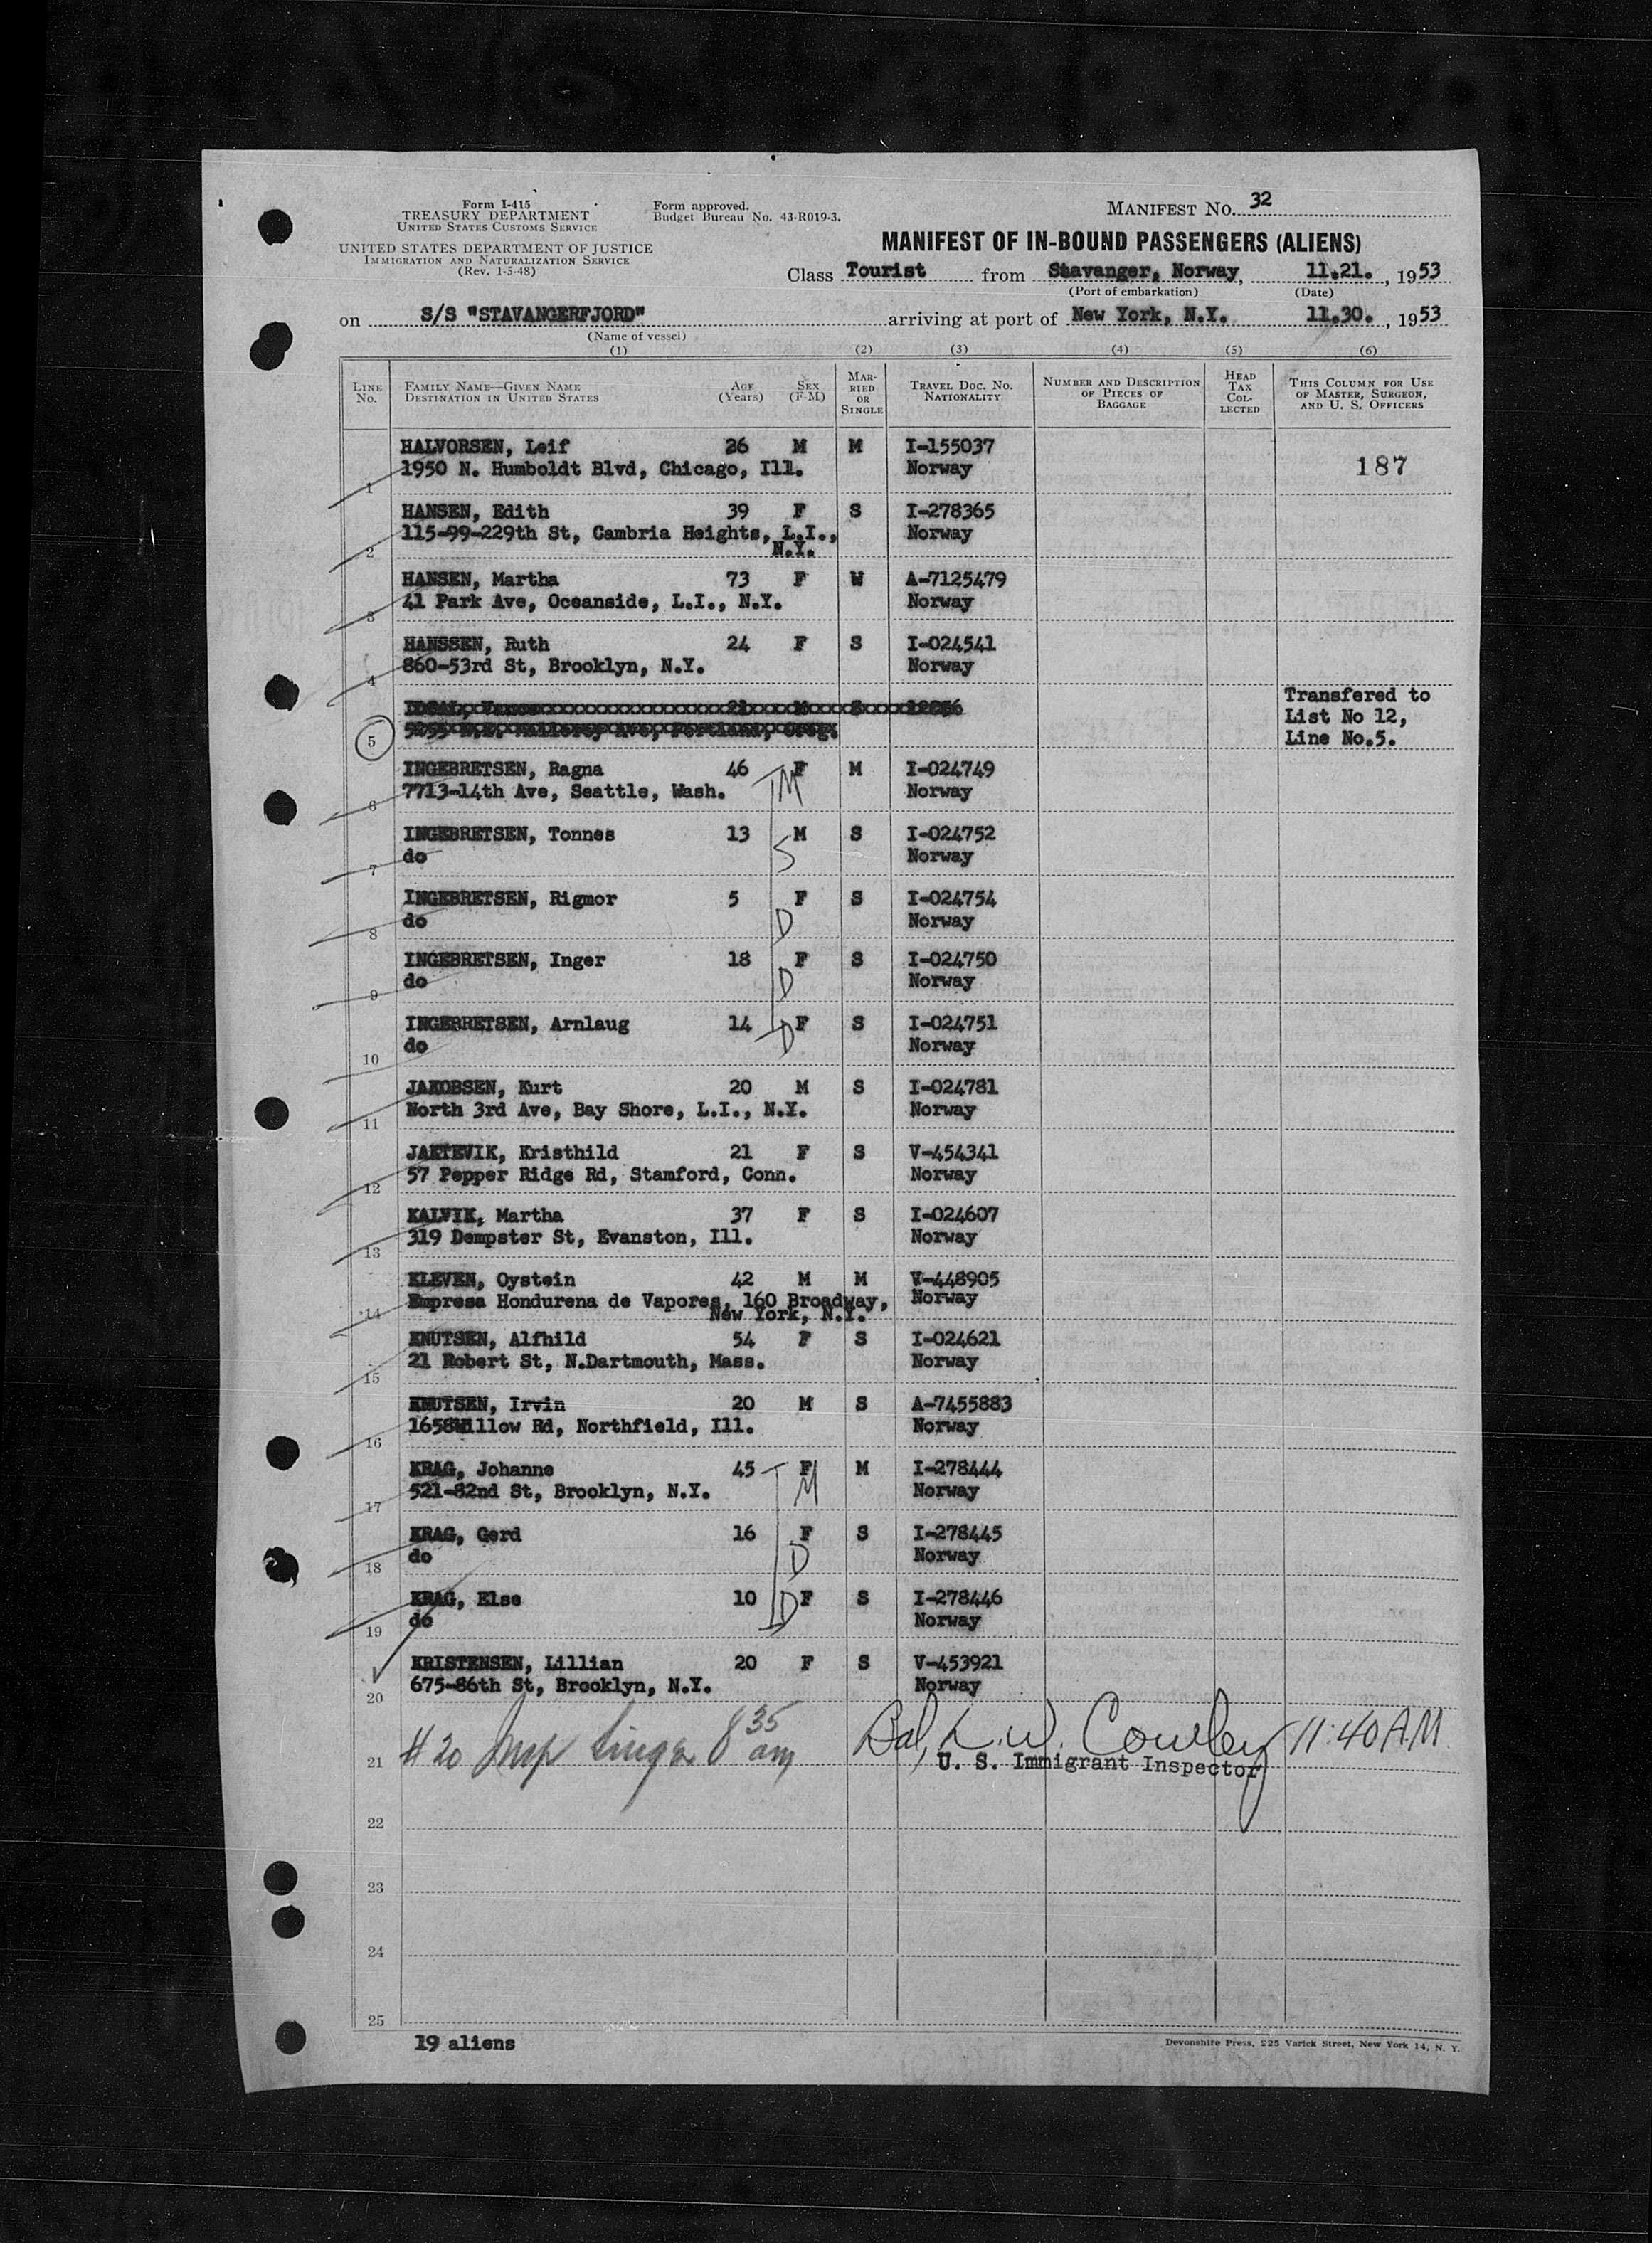 Form I-415
TREASURY DEPARTMENT
UNITED STATES CUSTOMS SERVICE
UNITED STATES DEPARTMENT OF JUSTICE
IMMIGRATION AND NATURALIZATION SERVICE
(Rev. 1-5-48)
Form approved.
Budget Bureau No. 43-R019-3.
MANIFEST NO. 32
MANIFEST OF IN-BOUND PASSENGERS (ALIENS)
Class Tourist from Stavanger, Norway, 11.21. , 1953
(Port of embarkation) (Date)
on S/S "STAVANGERFJORD" arriving at port of New York, N.Y. 11.30. , 1953
(Name of vessel)
(1) (2) (3) (4) (5) (6)
LINE NO. FAMILY NAME—GIVEN NAME DESTINATION IN UNITED STATES AGE (Years) SEX (F-M) MARRIED OR SINGLE TRAVEL DOC. NO. NATIONALITY NUMBER AND DESCRIPTION OF PIECES OF BAGGAGE HEAD TAX COLLECTED THIS COLUMN FOR USE OF MASTER, SURGEON, AND U. S. OFFICERS
HALVORSEN, Leif 26 M M I-155037
1950 N. Humboldt Blvd, Chicago, Ill. Norway 187
1
HANSEN, Edith 39 F S I-278365
115-99-229th St, Cambria Heights, L.I., Norway
N.Y.
2
HANSEN, Martha 73 F W A-7125479
41 Park Ave, Oceanside, L.I., N.Y. Norway
3
HANSSEN, Ruth 24 F S I-024541
860-53rd St, Brooklyn, N.Y. Norway
4
Transfered to
21 M S
List No 12,
5 Ave, Portland, Oreg.
Line No.5.
INGEBRETSEN, Ragna 46 F M I-024749
7713-14th Ave, Seattle, Wash. M Norway
6
INGEBRETSEN, Tonnes 13 M S I-024752
do S Norway
7
INGEBRETSEN, Rigmor 5 F S I-024754
do D Norway
8
INGEBRETSEN, Inger 18 F S I-024750
do D Norway
9
INGEBRETSEN, Arnlaug 14 F S I-024751
do D Norway
10
JAKOBSEN, Kurt 20 M S I-024781
North 3rd Ave, Bay Shore, L.I., N.Y. Norway
11
JAKTEVIK, Kristhild 21 F S V-454341
57 Pepper Ridge Rd, Stamford, Conn. Norway
12
KALVIK, Martha 37 F S I-024607
319 Dempster St, Evanston, Ill. Norway
13
KLEVEN, Oystein 42 M M V-448905
Empresa Hondurena de Vapores, 160 Broadway, Norway
14 New York, N.Y.
KNUTSEN, Alfhild 54 F S I-024621
21 Robert St, N.Dartmouth, Mass. Norway
15
KNUTSEN, Irvin 20 M S A-7455883
1658Willow Rd, Northfield, Ill. Norway
16
KRAG, Johanne 45 F M I-278444
521-82nd St, Brooklyn, N.Y. M Norway
17
KRAG, Gerd 16 F S I-278445
do D Norway
18
KRAG, Else 10 D F S I-278446
do Norway
19
KRISTENSEN, Lillian 20 F S V-453921
675-86th St, Brooklyn, N.Y. Norway
20
21 # 20 Insp 8 35 am Bal, L. W. Cowley 11:40 A.M.
U. S. Immigrant Inspector
22
23
24
25
19 aliens
Devonshire Press, 225 Varick Street, New York 14, N. Y.